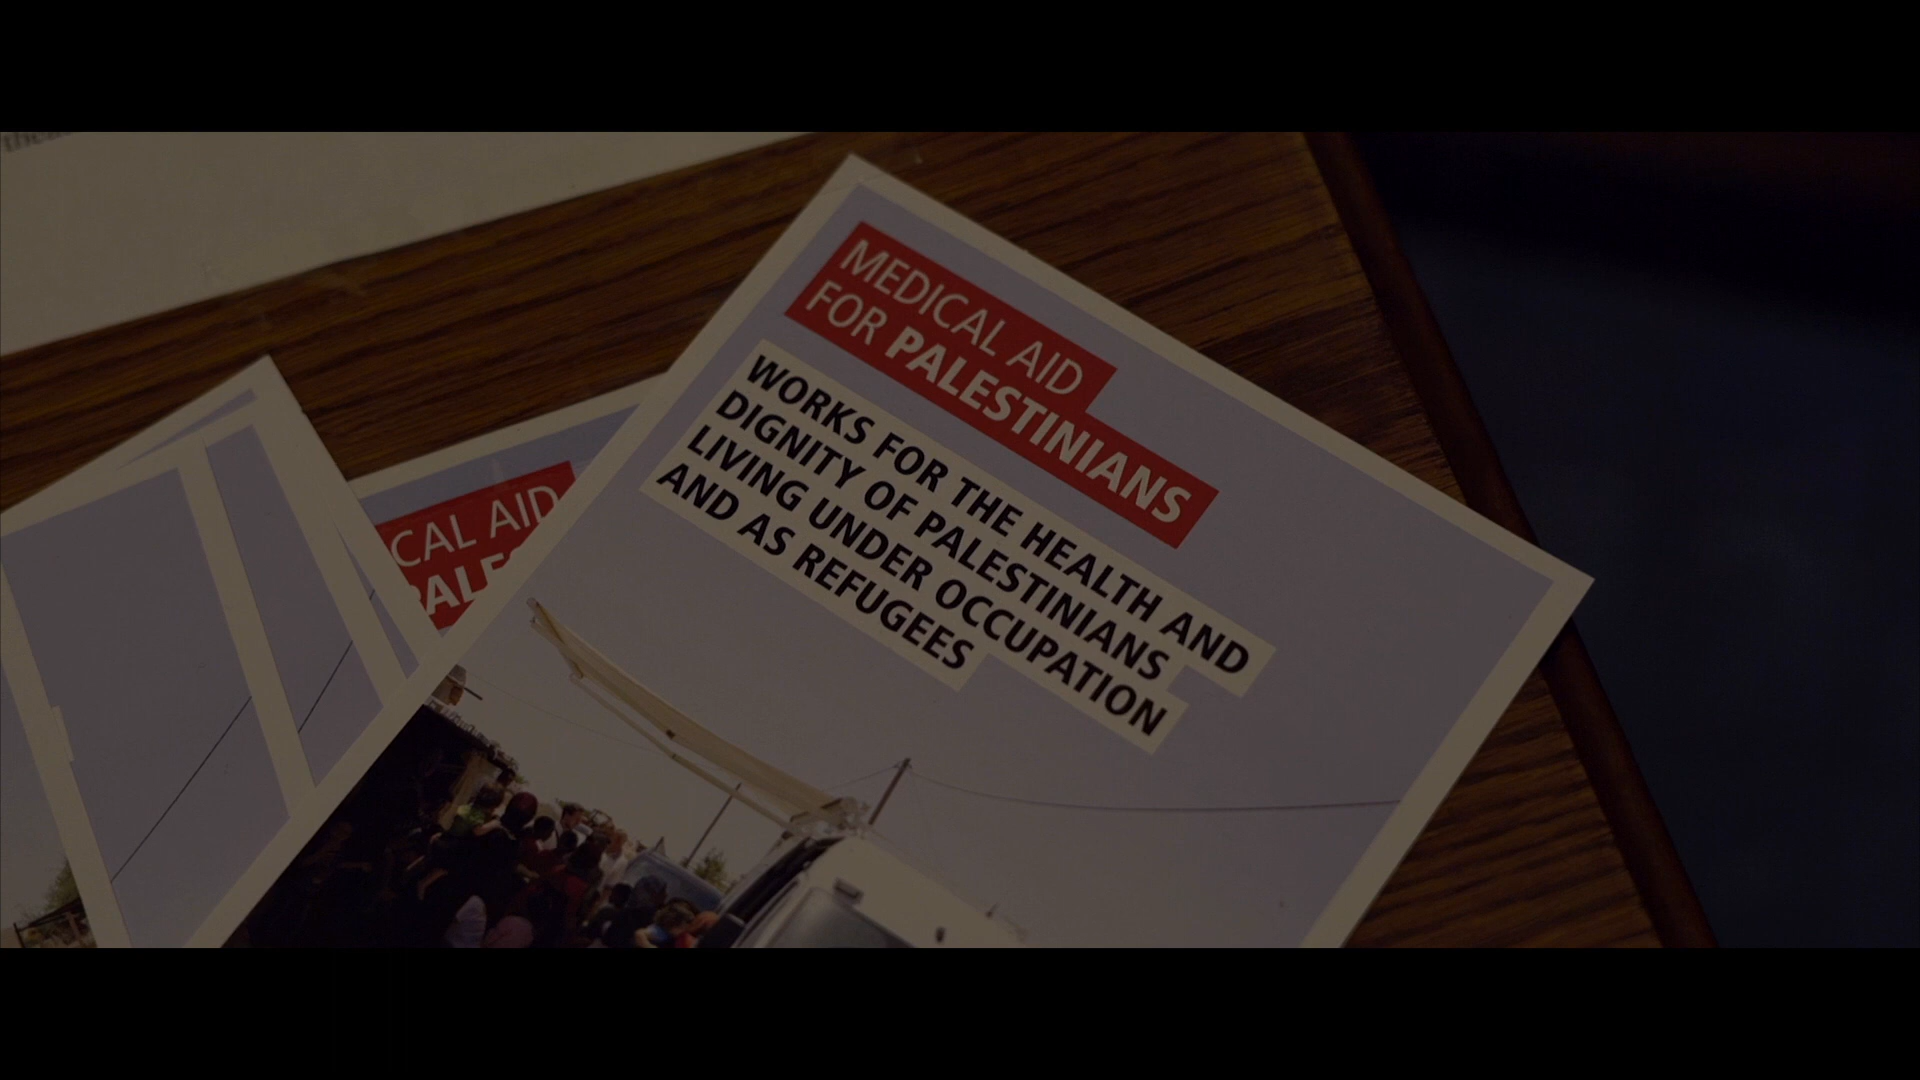 MEDICAL AID
FOR PALESTINIANS
WORKS FOR THE HEALTH AND
DIGNITY OF PALESTINIANS
LIVING UNDER OCCUPATION
AND AS REFUGEES
CAL AID
PALES